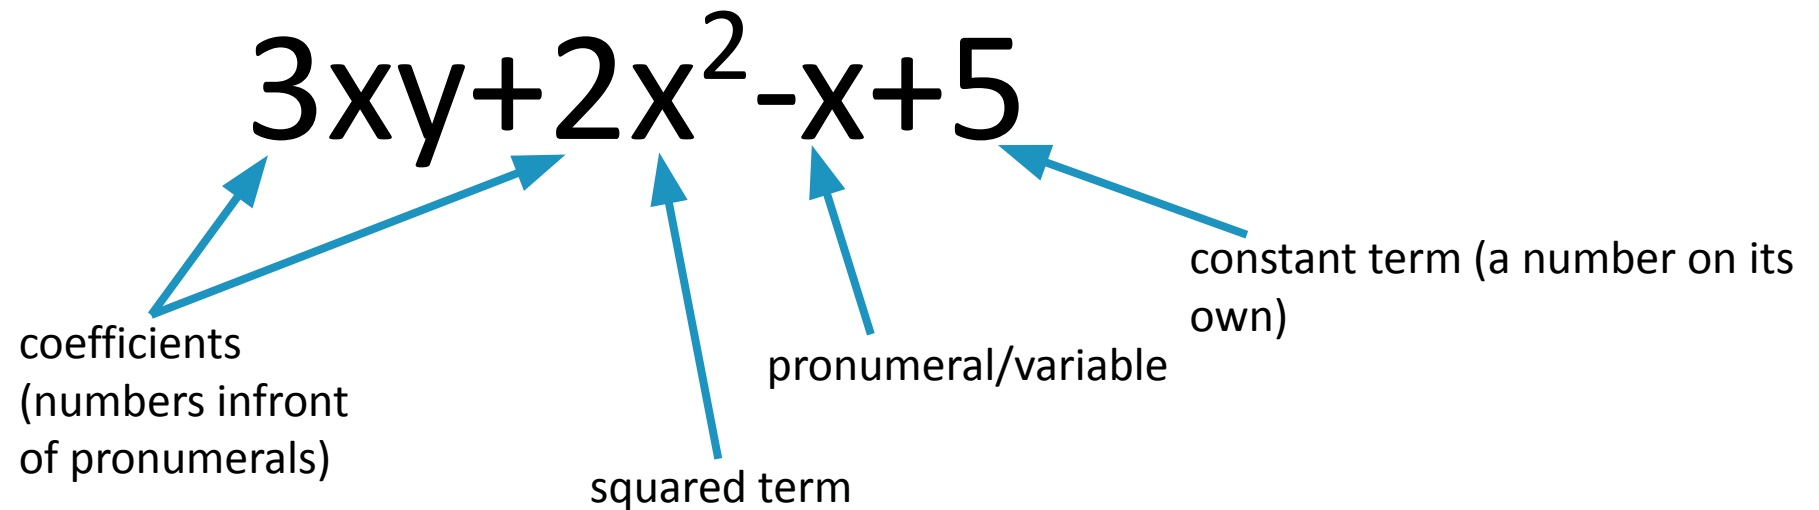 3xy+2x²-x+5
constant term (a number on its
own)
coefficients
(numbers infront
of pronumerals)
pronumeral/variable
squared term